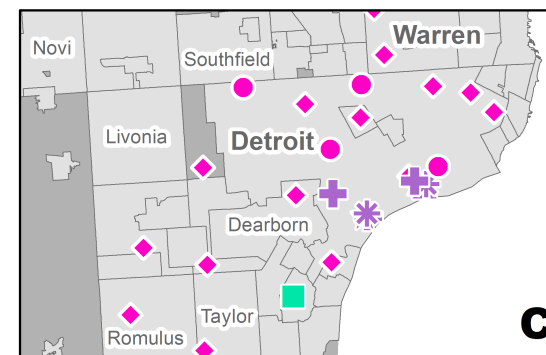 Warren
Novi
Southfield
Livonia
Detroit
Dearborn
Taylor
Romulus
C